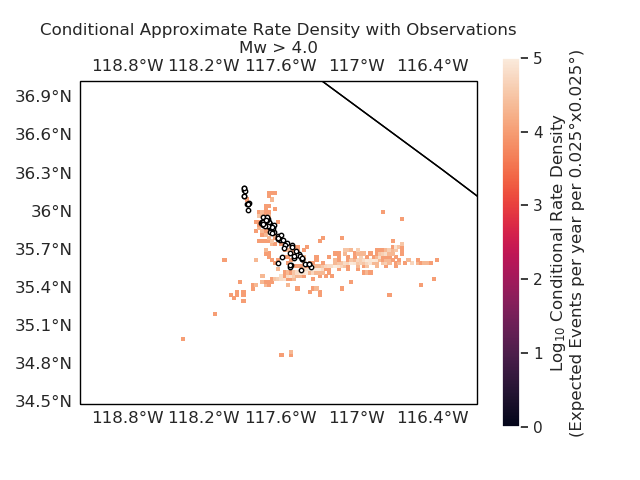 Conditional Approximate Rate Density with Observations
Mw > 4.0
118.8°W 118.2°W 117.6°W 117°W 116.4°W
36.9°N
36.6°N
36.3°N
36°N
35.7°N
35.4°N
35.1°N
34.8°N
34.5°N
118.8°W 118.2°W 117.6°W 117°W 116.4°W
5
4
3
2
1
0
Log₁₀ Conditional Rate Density
(Expected Events per year per 0.025°x0.025°)